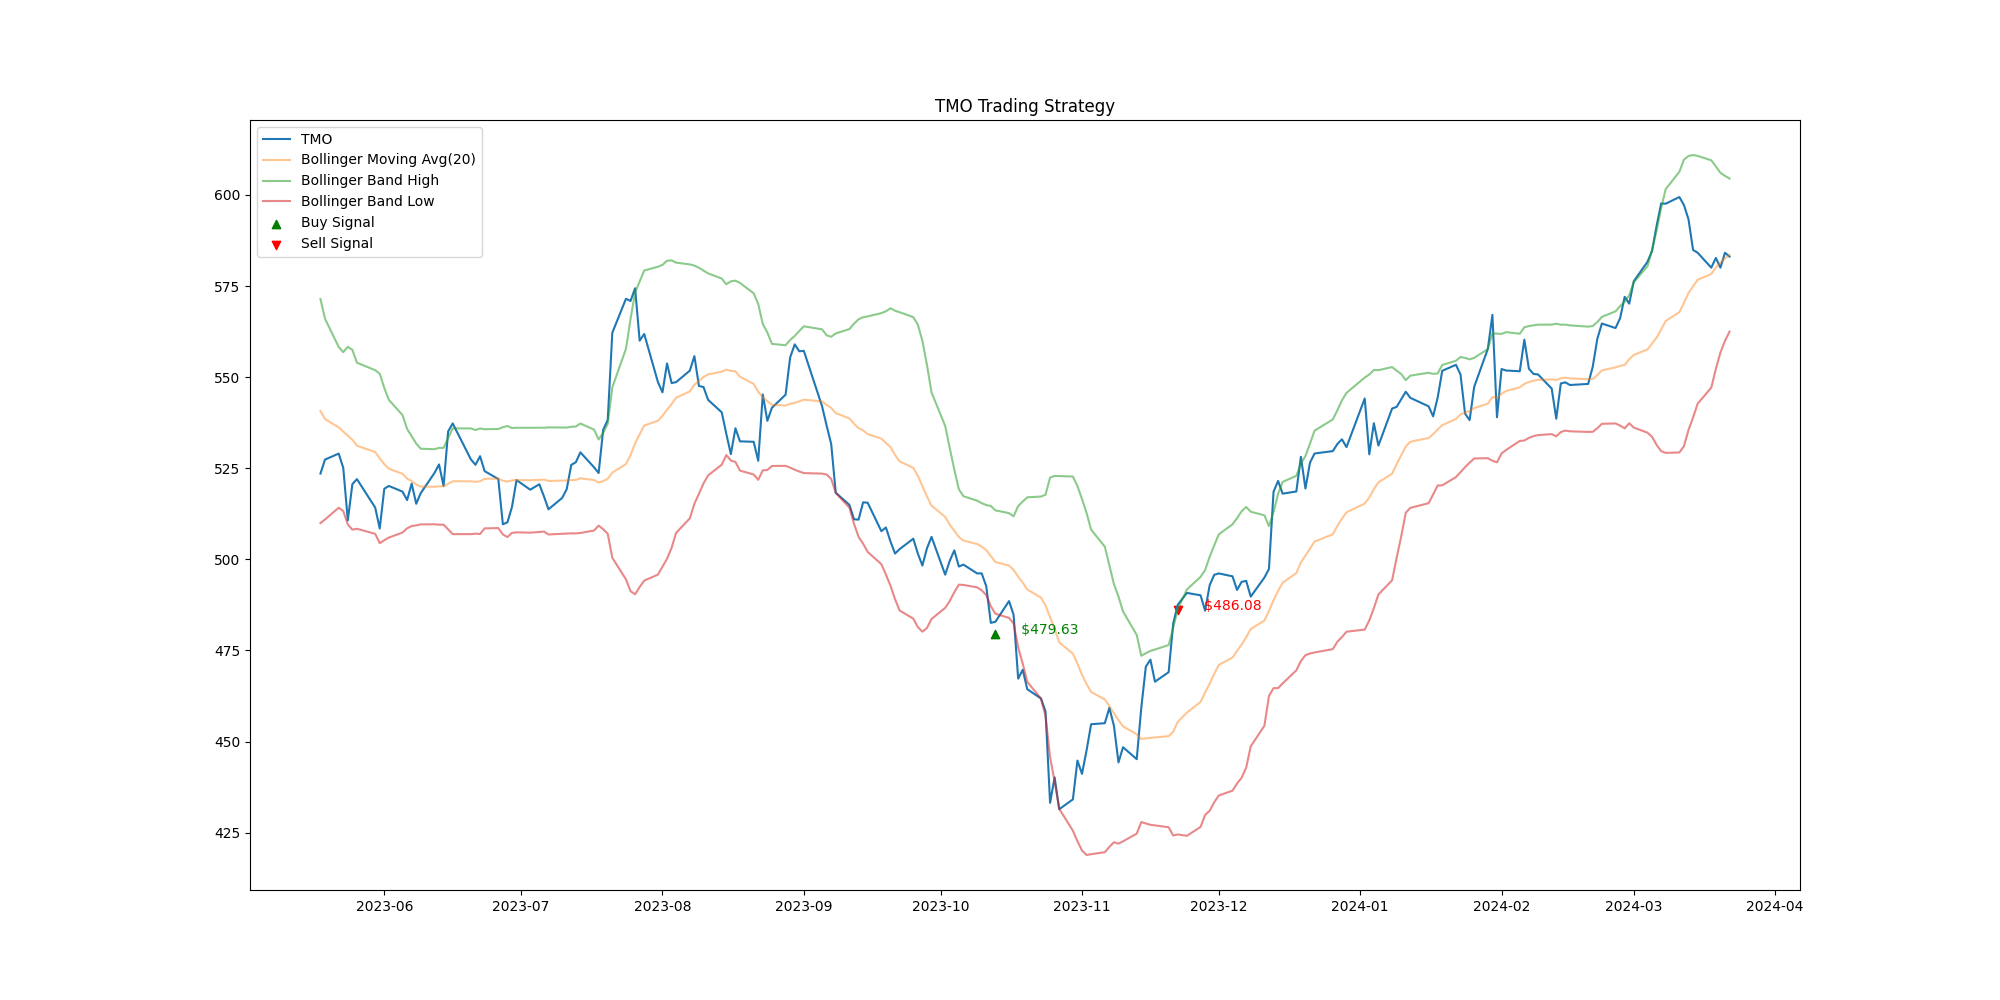 TMO Trading Strategy
TMO
Bollinger Moving Avg(20)
Bollinger Band High
Bollinger Band Low
Buy Signal
Sell Signal
600
575
550
525
500
475
450
425
$486.08
$479.63
2023-06 2023-07 2023-08 2023-09 2023-10 2023-11 2023-12 2024-01 2024-02 2024-03 2024-04